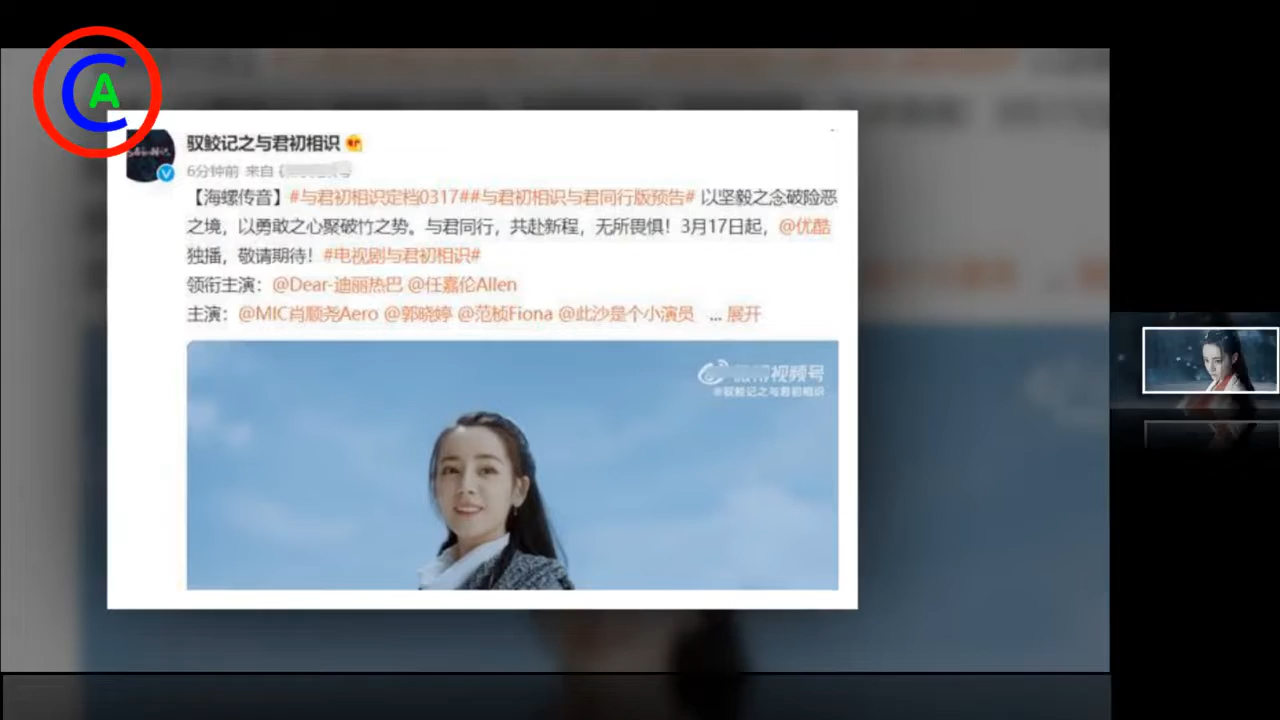 CA
驭鲛记之与君初相识
6分钟前 来自
【海螺传音】#与君初相识定档0317##与君初相识与君同行版预告# 以坚毅之念破险恶
之境，以勇敢之心聚破竹之势。与君同行，共赴新程，无所畏惧！3月17日起，@优酷
独播，敬请期待！#电视剧与君初相识#
领衔主演：@Dear-迪丽热巴 @任嘉伦Allen
主演：@MIC肖顺尧Aero @郭晓婷 @范桢Fiona @此沙是个小演员 ... 展开
视频号
@驭鲛记之与君初相识